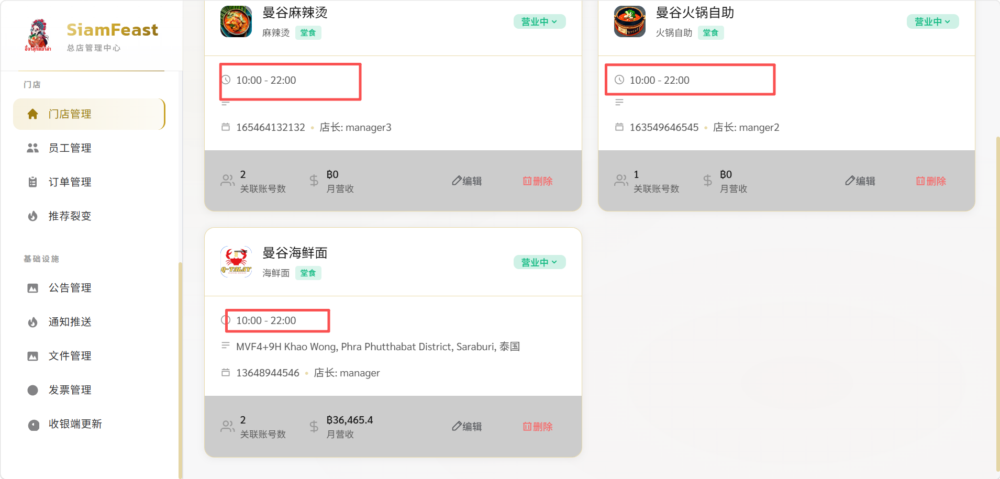 SiamFeast
总店管理中心
门店
门店管理
员工管理
订单管理
推荐裂变
基础设施
公告管理
通知推送
文件管理
发票管理
收银端更新
曼谷麻辣烫
麻辣烫 堂食
营业中
10:00 - 22:00
165464132132 • 店长: manager3
2
关联账号数
฿0
月营收
编辑
删除
曼谷火锅自助
火锅自助 堂食
营业中
10:00 - 22:00
163549646545 • 店长: manger2
1
关联账号数
฿0
月营收
编辑
删除
Q-TALAY
曼谷海鲜面
海鲜面 堂食
营业中
10:00 - 22:00
MVF4+9H Khao Wong, Phra Phutthabat District, Saraburi, 泰国
13648944546 • 店长: manager
2
关联账号数
฿36,465.4
月营收
编辑
删除